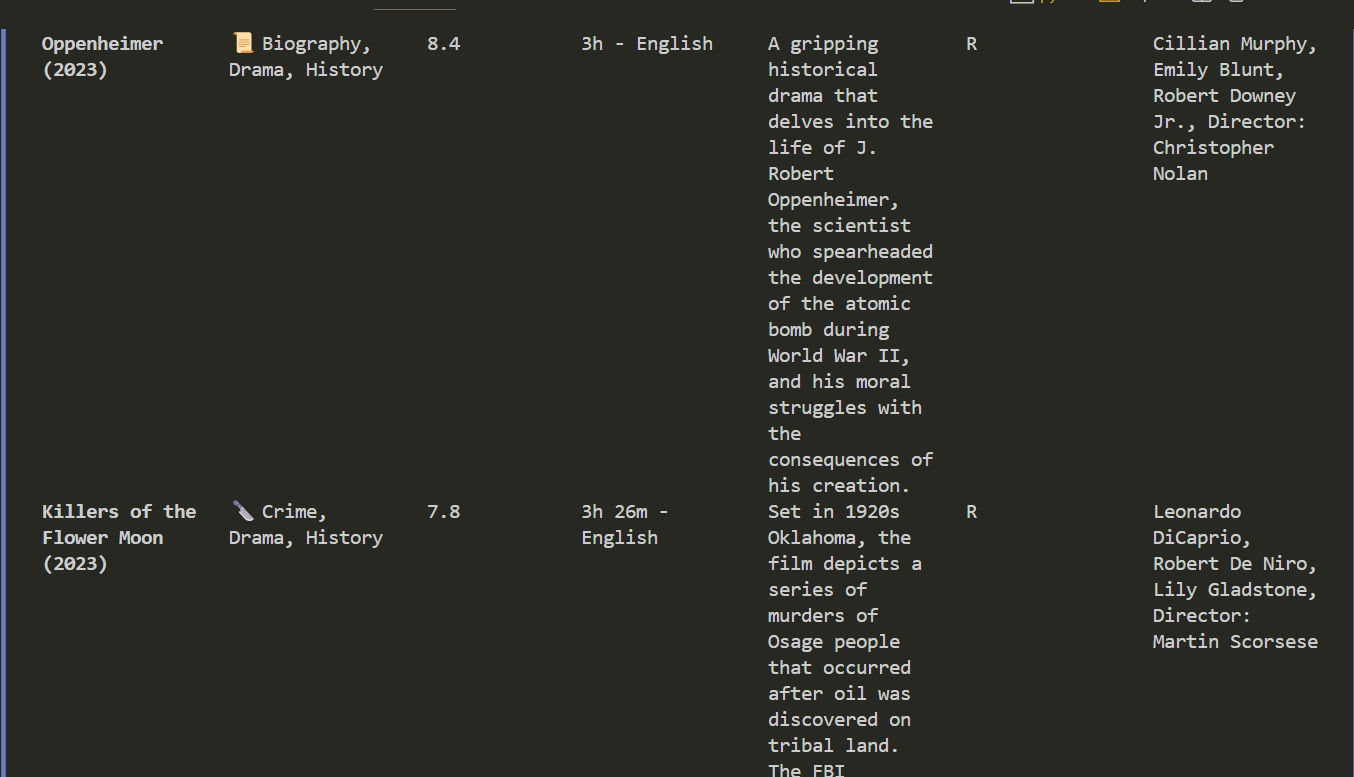 Oppenheimer (2023)
📜 Biography, Drama, History
8.4
3h - English
A gripping
historical
drama that
delves into the
life of J.
Robert
Oppenheimer,
the scientist
who spearheaded
the development
of the atomic
bomb during
World War II,
and his moral
struggles with
the
consequences of
his creation.
R
Cillian Murphy,
Emily Blunt,
Robert Downey
Jr., Director:
Christopher
Nolan
Killers of the
Flower Moon
(2023)
🔪 Crime,
Drama, History
7.8
3h 26m -
English
Set in 1920s
Oklahoma, the
film depicts a
series of
murders of
Osage people
that occurred
after oil was
discovered on
tribal land.
The FBI
R
Leonardo
DiCaprio,
Robert De Niro,
Lily Gladstone,
Director:
Martin Scorsese